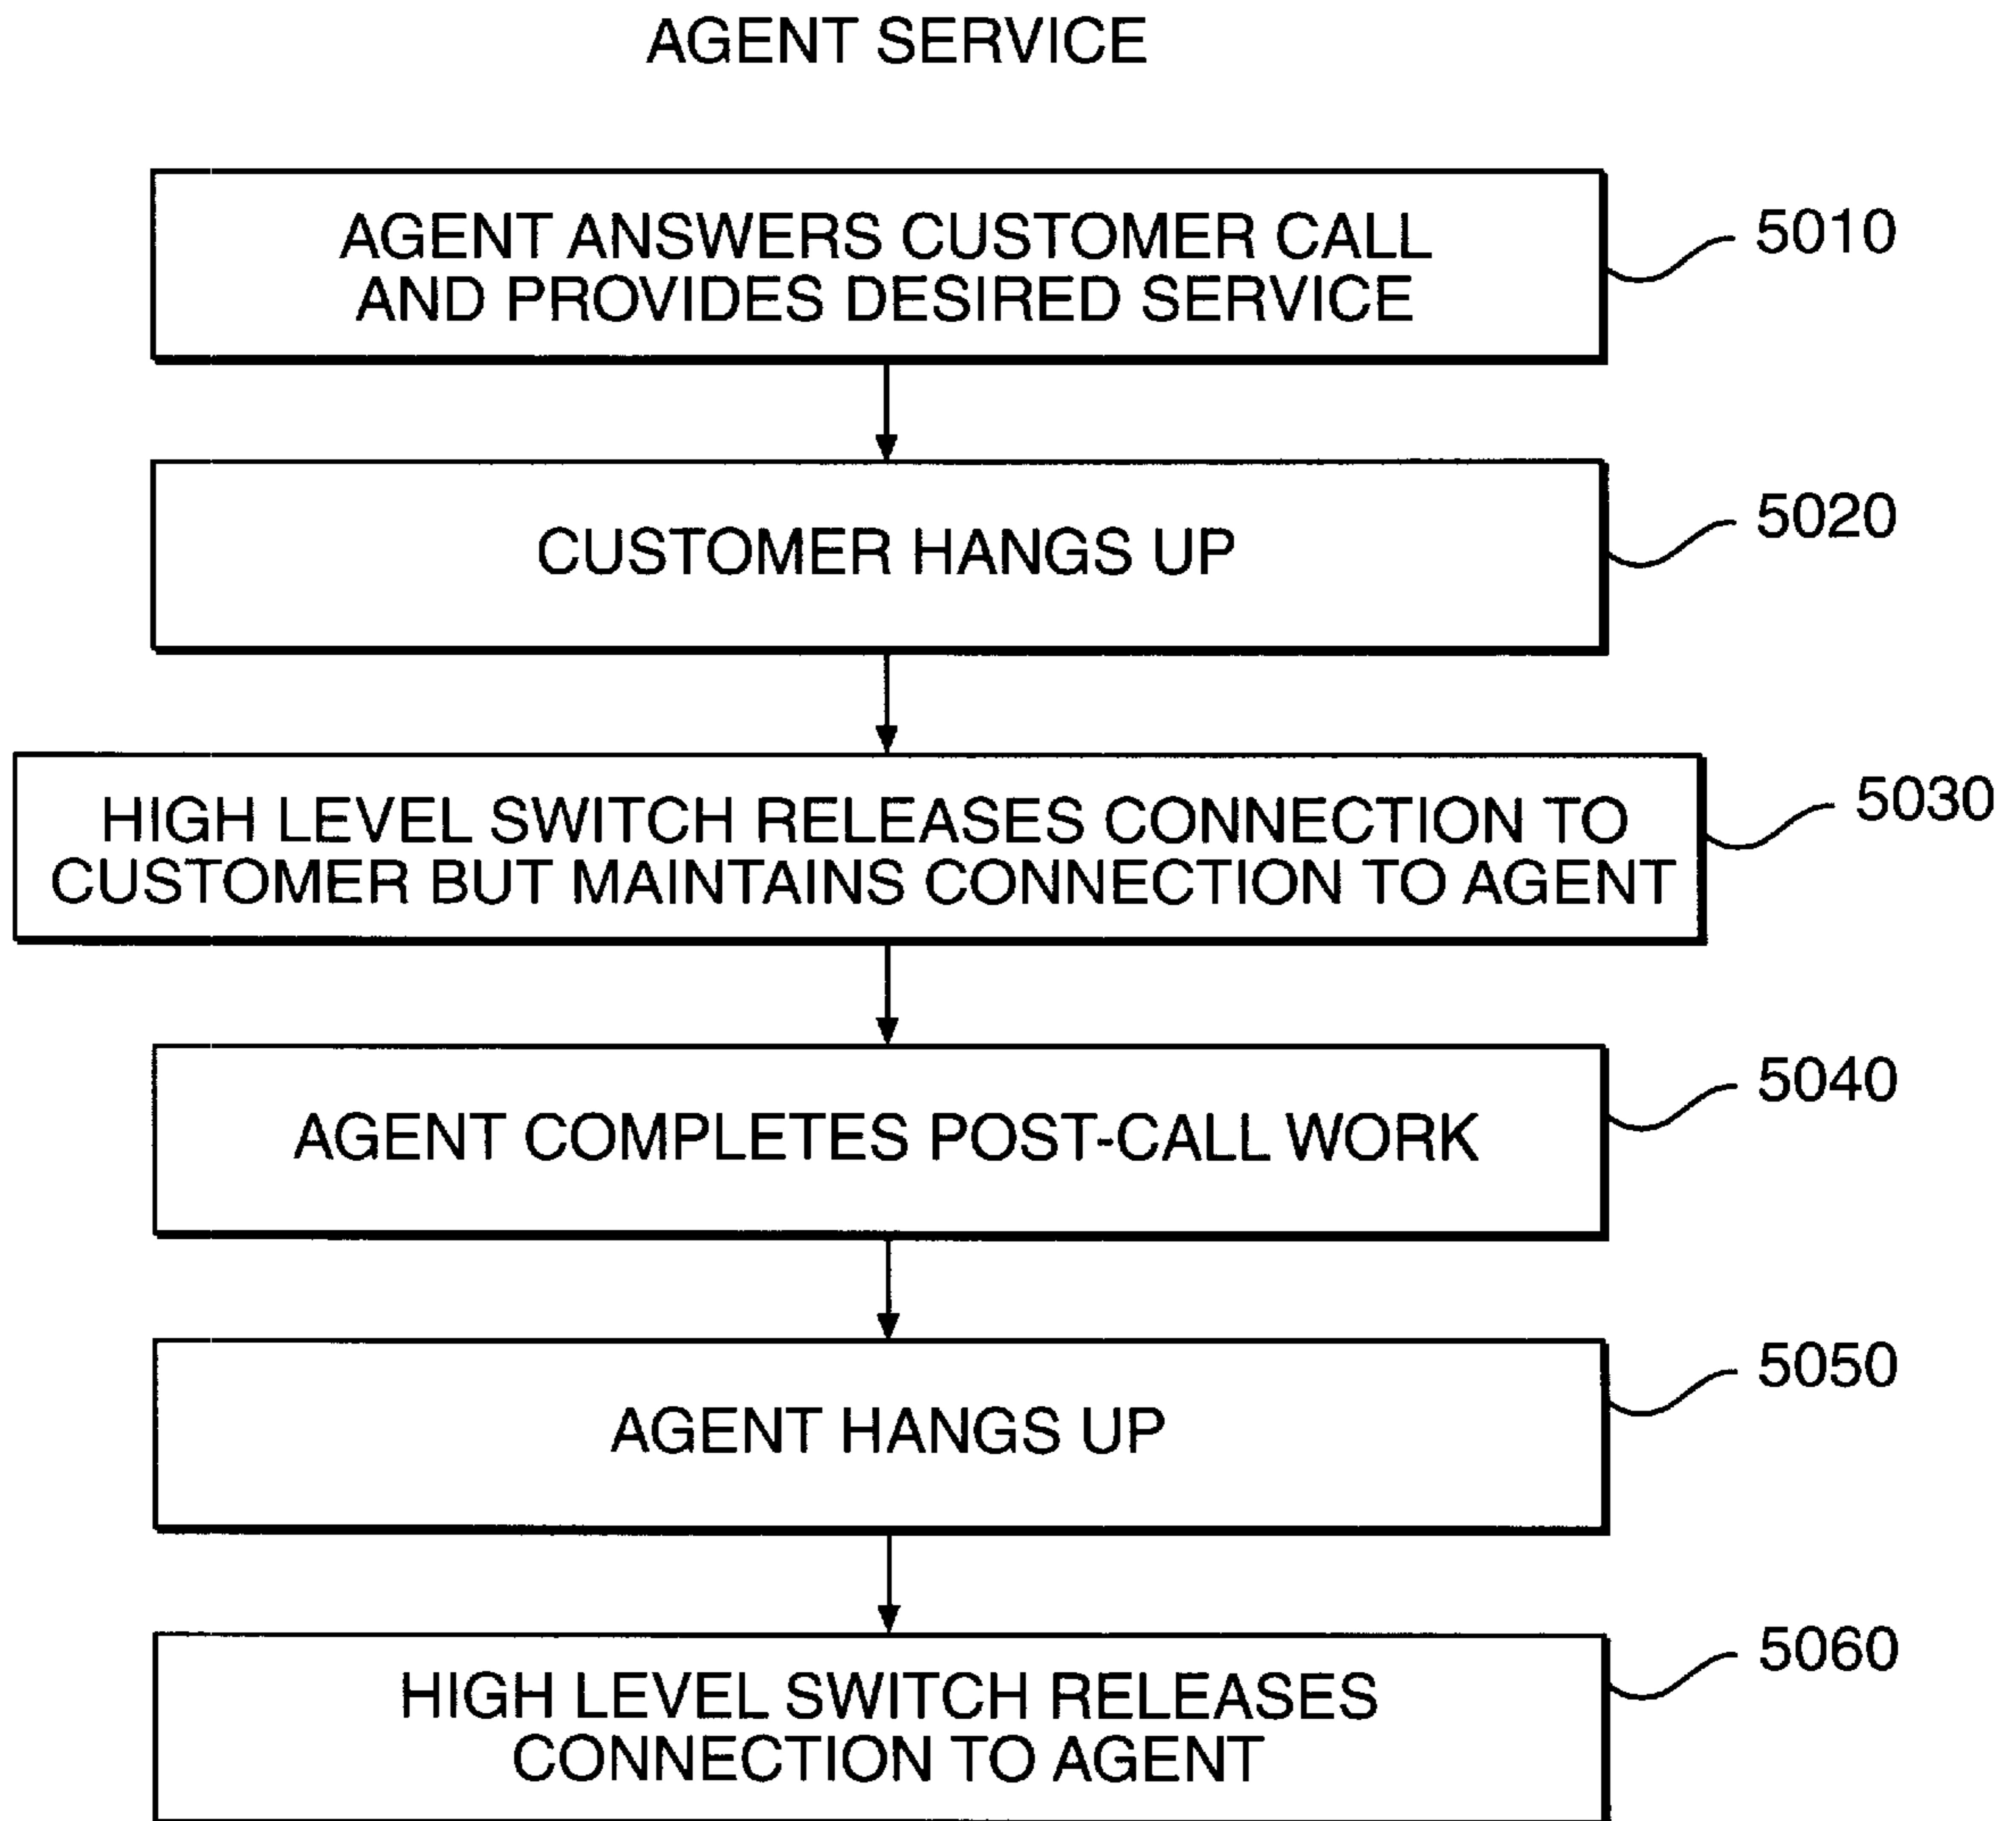 AGENT SERVICE
AGENT ANSWERS CUSTOMER CALL
AND PROVIDES DESIRED SERVICE
5010
CUSTOMER HANGS UP
5020
HIGH LEVEL SWITCH RELEASES CONNECTION TO
CUSTOMER BUT MAINTAINS CONNECTION TO AGENT
5030
AGENT COMPLETES POST-CALL WORK
5040
AGENT HANGS UP
5050
HIGH LEVEL SWITCH RELEASES
CONNECTION TO AGENT
5060